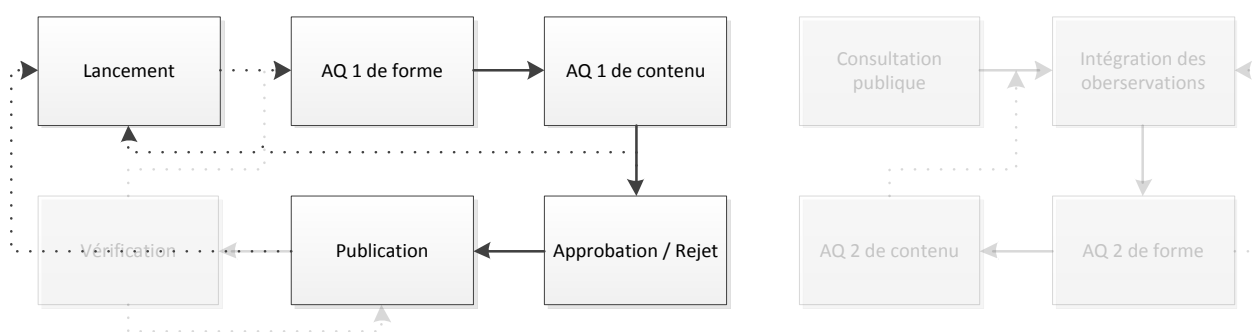 Lancement
AQ 1 de forme
AQ 1 de contenu
Consultation
publique
Intégration des
oberservations
Vérification
Publication
Approbation / Rejet
AQ 2 de contenu
AQ 2 de forme